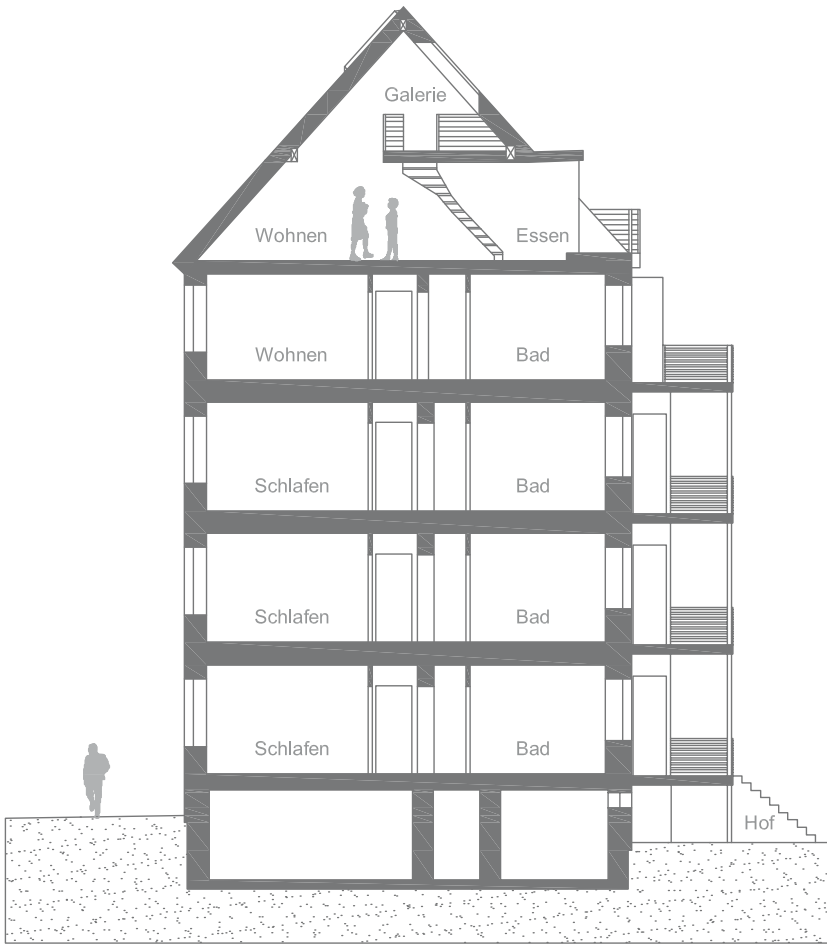 Galerie
Wohnen Essen
Wohnen Bad
Schlafen Bad
Schlafen Bad
Schlafen Bad
Hof